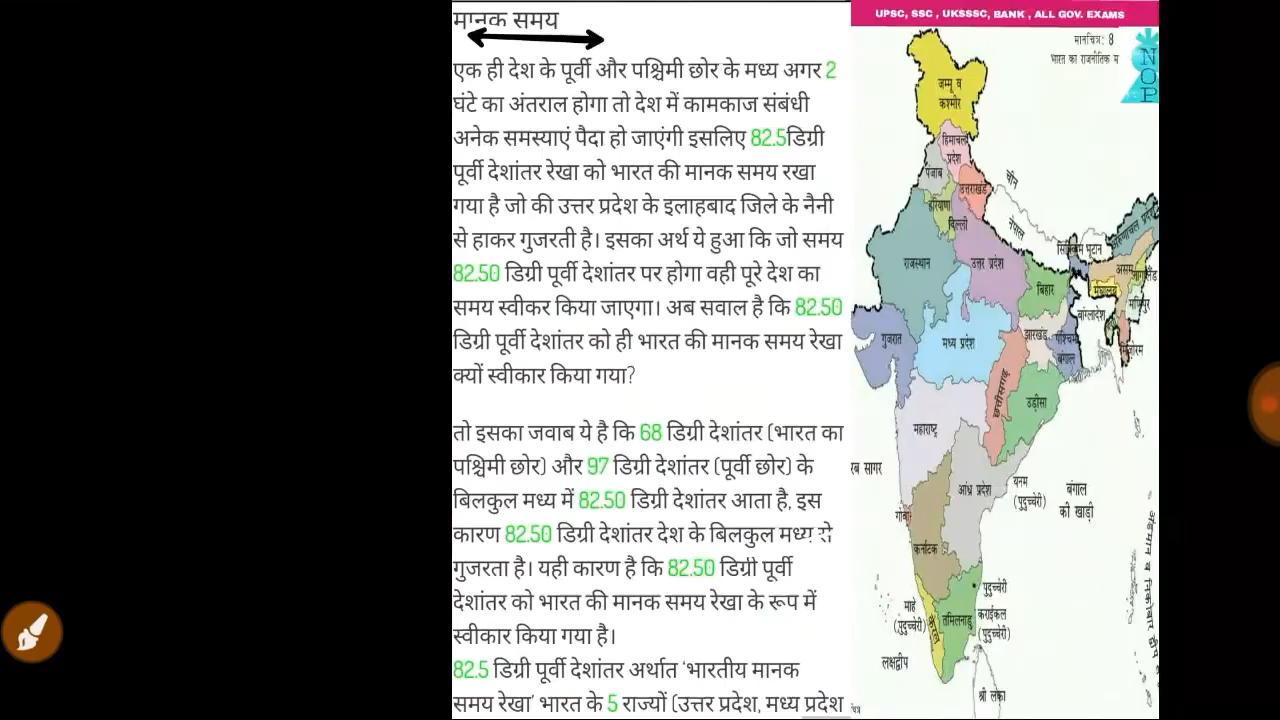 मानक समय
एक ही देश के पूर्वी और पश्चिमी छोर के मध्य अगर 2
घंटे का अंतराल होगा तो देश में कामकाज संबंधी
अनेक समस्याएं पैदा हो जाएंगी इसलिए 82.5डिग्री
पूर्वी देशांतर रेखा को भारत की मानक समय रखा
गया है जो की उत्तर प्रदेश के इलाहबाद जिले के नैनी
से हाकर गुजरती है। इसका अर्थ ये हुआ कि जो समय
82.50 डिग्री पूर्वी देशांतर पर होगा वही पूरे देश का
समय स्वीकर किया जाएगा। अब सवाल है कि 82.50
डिग्री पूर्वी देशांतर को ही भारत की मानक समय रेखा
क्यों स्वीकार किया गया?
तो इसका जवाब ये है कि 68 डिग्री देशांतर (भारत का
पश्चिमी छोर) और 97 डिग्री देशांतर (पूर्वी छोर) के
बिलकुल मध्य में 82.50 डिग्री देशांतर आता है, इस
कारण 82.50 डिग्री देशांतर देश के बिलकुल मध्य से
गुजरता है। यही कारण है कि 82.50 डिग्री पूर्वी
देशांतर को भारत की मानक समय रेखा के रूप में
स्वीकार किया गया है।
82.5 डिग्री पूर्वी देशांतर अर्थात 'भारतीय मानक
समय रेखा' भारत के 5 राज्यों (उत्तर प्रदेश, मध्य प्रदेश
UPSC, SSC , UKSSSC, BANK , ALL GOV. EXAMS
मानचित्र: 8
भारत का राजनीतिक म
N
O
P
जम्मू व
कश्मीर
हिमाचल
प्रदेश
पंजाब
उत्तराखंड
चीन
हरियाणा
दिल्ली
नेपाल
अरुणाचल प्रदेश
सिक्किम भूटान
राजस्थान
उत्तर प्रदेश
असम
बिहार
मेघालय
मणिपुर
बांग्लादेश
गुजरात
मध्य प्रदेश
झारखंड
पश्चिम
बंगाल
मिज़ोरम
छत्तीसगढ़
उड़ीसा
महाराष्ट्र
रब सागर
आंध्र प्रदेश
यनम
(पुदुच्चेरी)
बंगाल
की खाड़ी
गोवा
कर्नाटक
पुदुच्चेरी
माहे
(पुदुच्चेरी)
केरल
तमिलनाडु
कराईकल
(पुदुच्चेरी)
लक्षद्वीप
श्री लंका
अंडमान व निकोबार द्वीप स